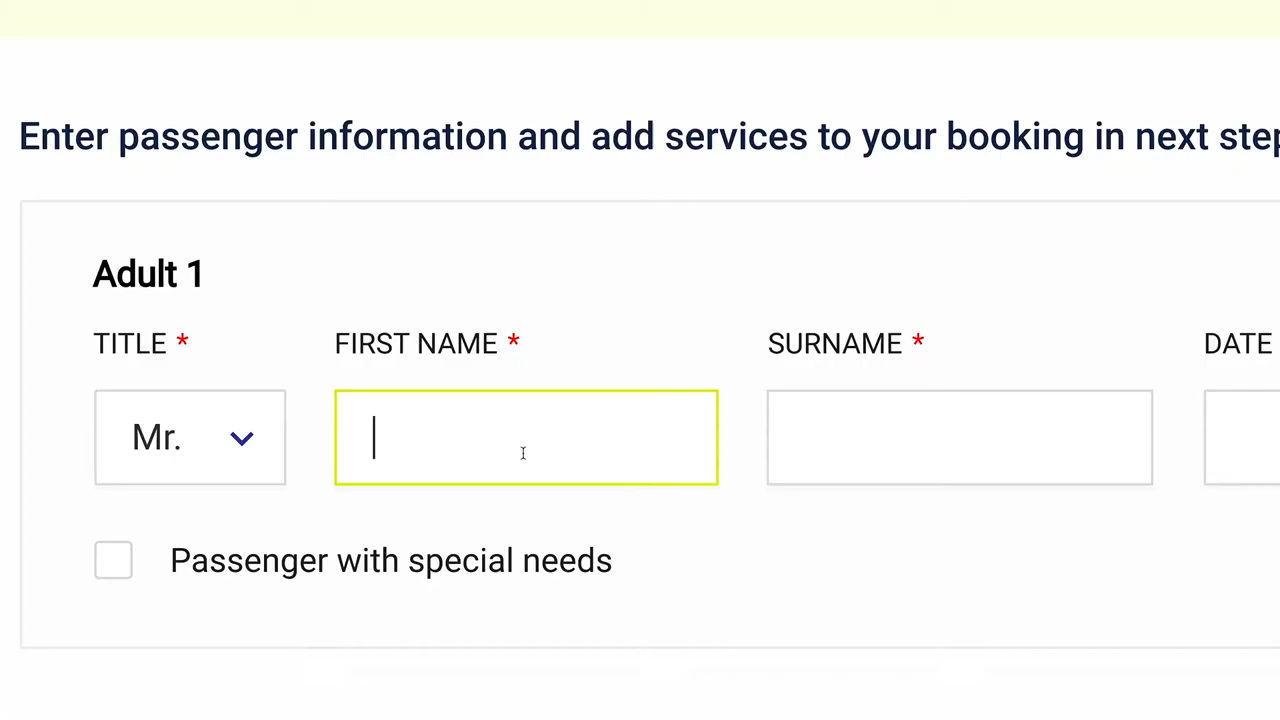 Enter passenger information and add services to your booking in next step
Adult 1
TITLE * FIRST NAME * SURNAME * DATE
Mr.
Passenger with special needs